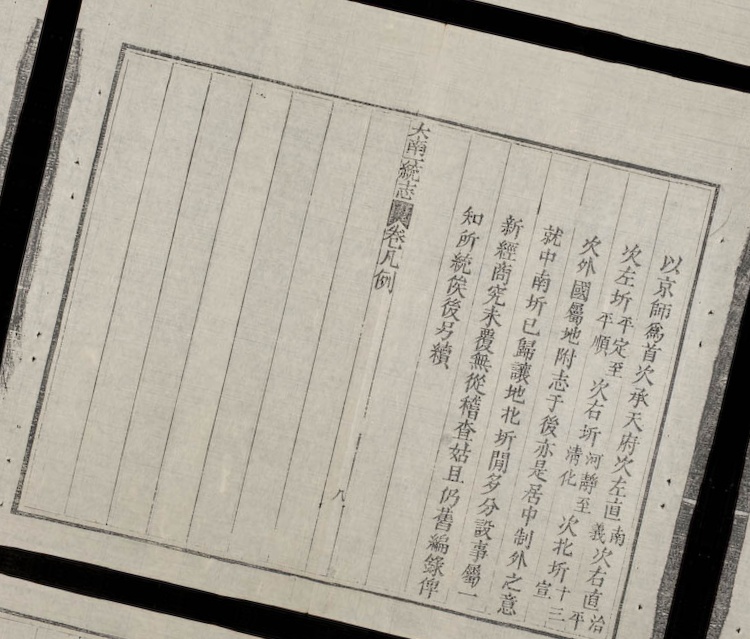 以京師爲首次承天府次左直南義次右直治平
次左圻平定至平順次右圻河靜至清化次北圻十三宣
次外國屬地附志于後亦是居中制外之意
就中南圻已歸讓地北圻間多分設事屬一
新經商究未覆無從稽查姑且仍舊編錄俾
知所統俟後另續
大南一統志 卷凡例
八